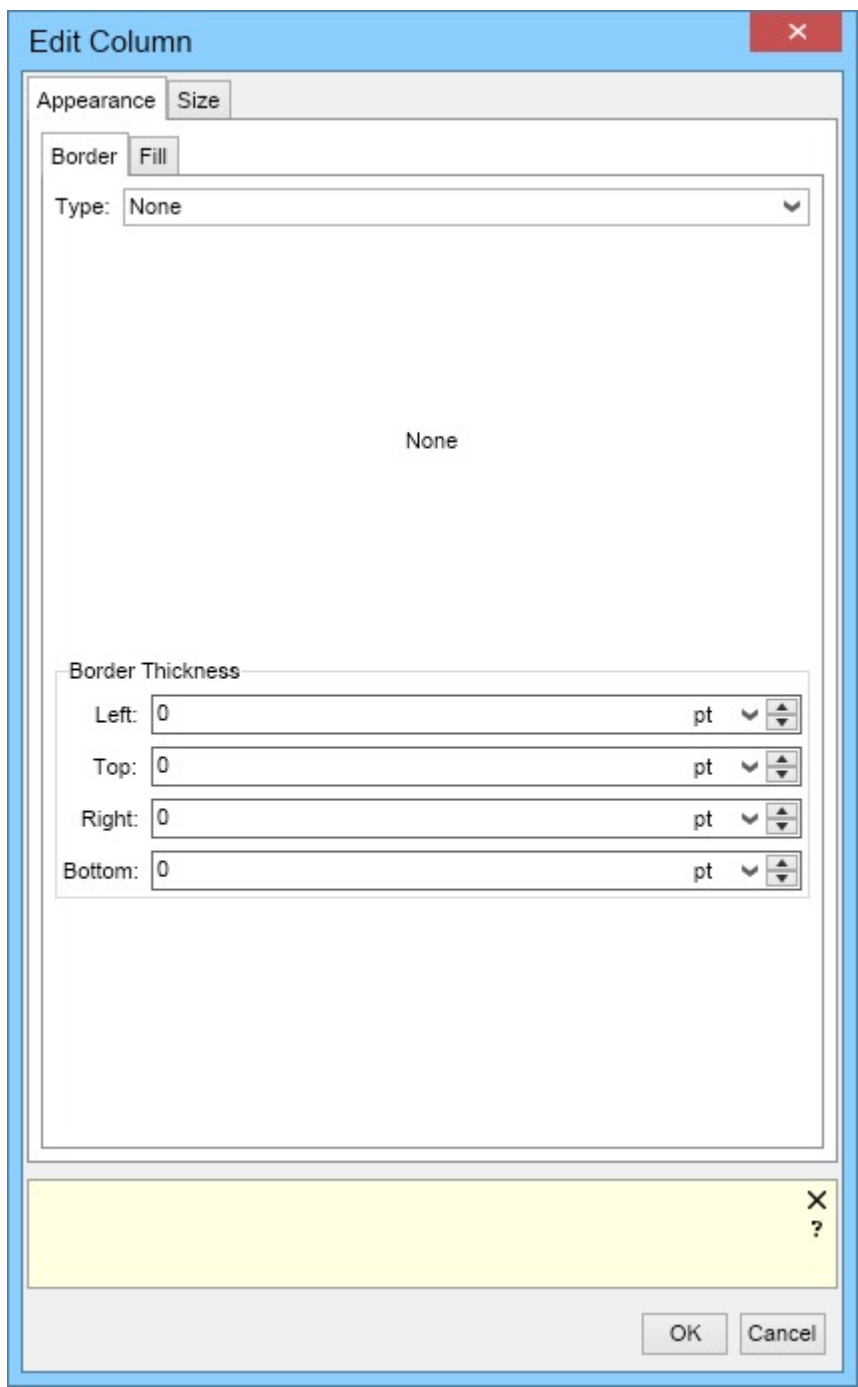 Edit Column
Appearance Size
Border Fill
Type: None
None
Border Thickness
Left: 0 pt
Top: 0 pt
Right: 0 pt
Bottom: 0 pt
?
OK Cancel